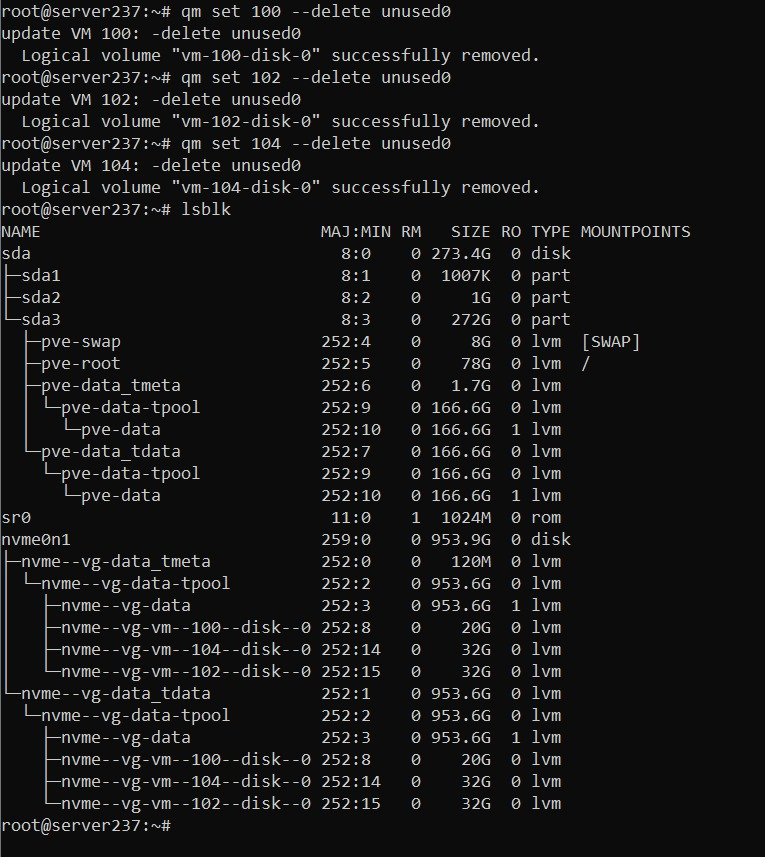 root@server237:~# qm set 100 --delete unused0
update VM 100: -delete unused0
  Logical volume "vm-100-disk-0" successfully removed.
root@server237:~# qm set 102 --delete unused0
update VM 102: -delete unused0
  Logical volume "vm-102-disk-0" successfully removed.
root@server237:~# qm set 104 --delete unused0
update VM 104: -delete unused0
  Logical volume "vm-104-disk-0" successfully removed.
root@server237:~# lsblk
NAME                            MAJ:MIN RM   SIZE RO TYPE MOUNTPOINTS
sda                               8:0    0 273.4G  0 disk
├─sda1                            8:1    0  1007K  0 part
├─sda2                            8:2    0     1G  0 part
└─sda3                            8:3    0   272G  0 part
  ├─pve-swap                    252:4    0     8G  0 lvm  [SWAP]
  ├─pve-root                    252:5    0    78G  0 lvm  /
  ├─pve-data_tmeta              252:6    0   1.7G  0 lvm
  │ └─pve-data-tpool            252:9    0 166.6G  0 lvm
  │   └─pve-data                252:10   0 166.6G  1 lvm
  └─pve-data_tdata              252:7    0 166.6G  0 lvm
    └─pve-data-tpool            252:9    0 166.6G  0 lvm
      └─pve-data                252:10   0 166.6G  1 lvm
sr0                              11:0    1  1024M  0 rom
nvme0n1                         259:0    0 953.9G  0 disk
├─nvme--vg-data_tmeta           252:0    0   120M  0 lvm
│ └─nvme--vg-data-tpool         252:2    0 953.6G  0 lvm
│   ├─nvme--vg-data             252:3    0 953.6G  1 lvm
│   ├─nvme--vg-vm--100--disk--0 252:8    0    20G  0 lvm
│   ├─nvme--vg-vm--104--disk--0 252:14   0    32G  0 lvm
│   └─nvme--vg-vm--102--disk--0 252:15   0    32G  0 lvm
└─nvme--vg-data_tdata           252:1    0 953.6G  0 lvm
  └─nvme--vg-data-tpool         252:2    0 953.6G  0 lvm
    ├─nvme--vg-data             252:3    0 953.6G  1 lvm
    ├─nvme--vg-vm--100--disk--0 252:8    0    20G  0 lvm
    ├─nvme--vg-vm--104--disk--0 252:14   0    32G  0 lvm
    └─nvme--vg-vm--102--disk--0 252:15   0    32G  0 lvm
root@server237:~#